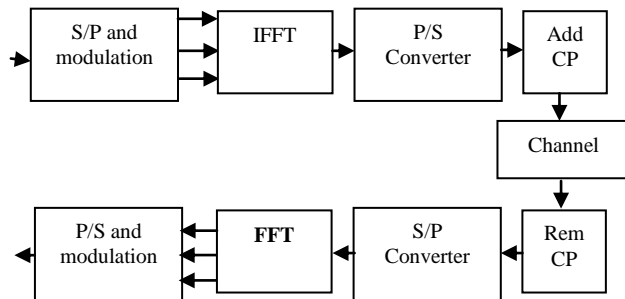 S/P and
modulation
IFFT
P/S
Converter
Add
CP
Channel
P/S and
modulation
FFT
S/P
Converter
Rem
CP